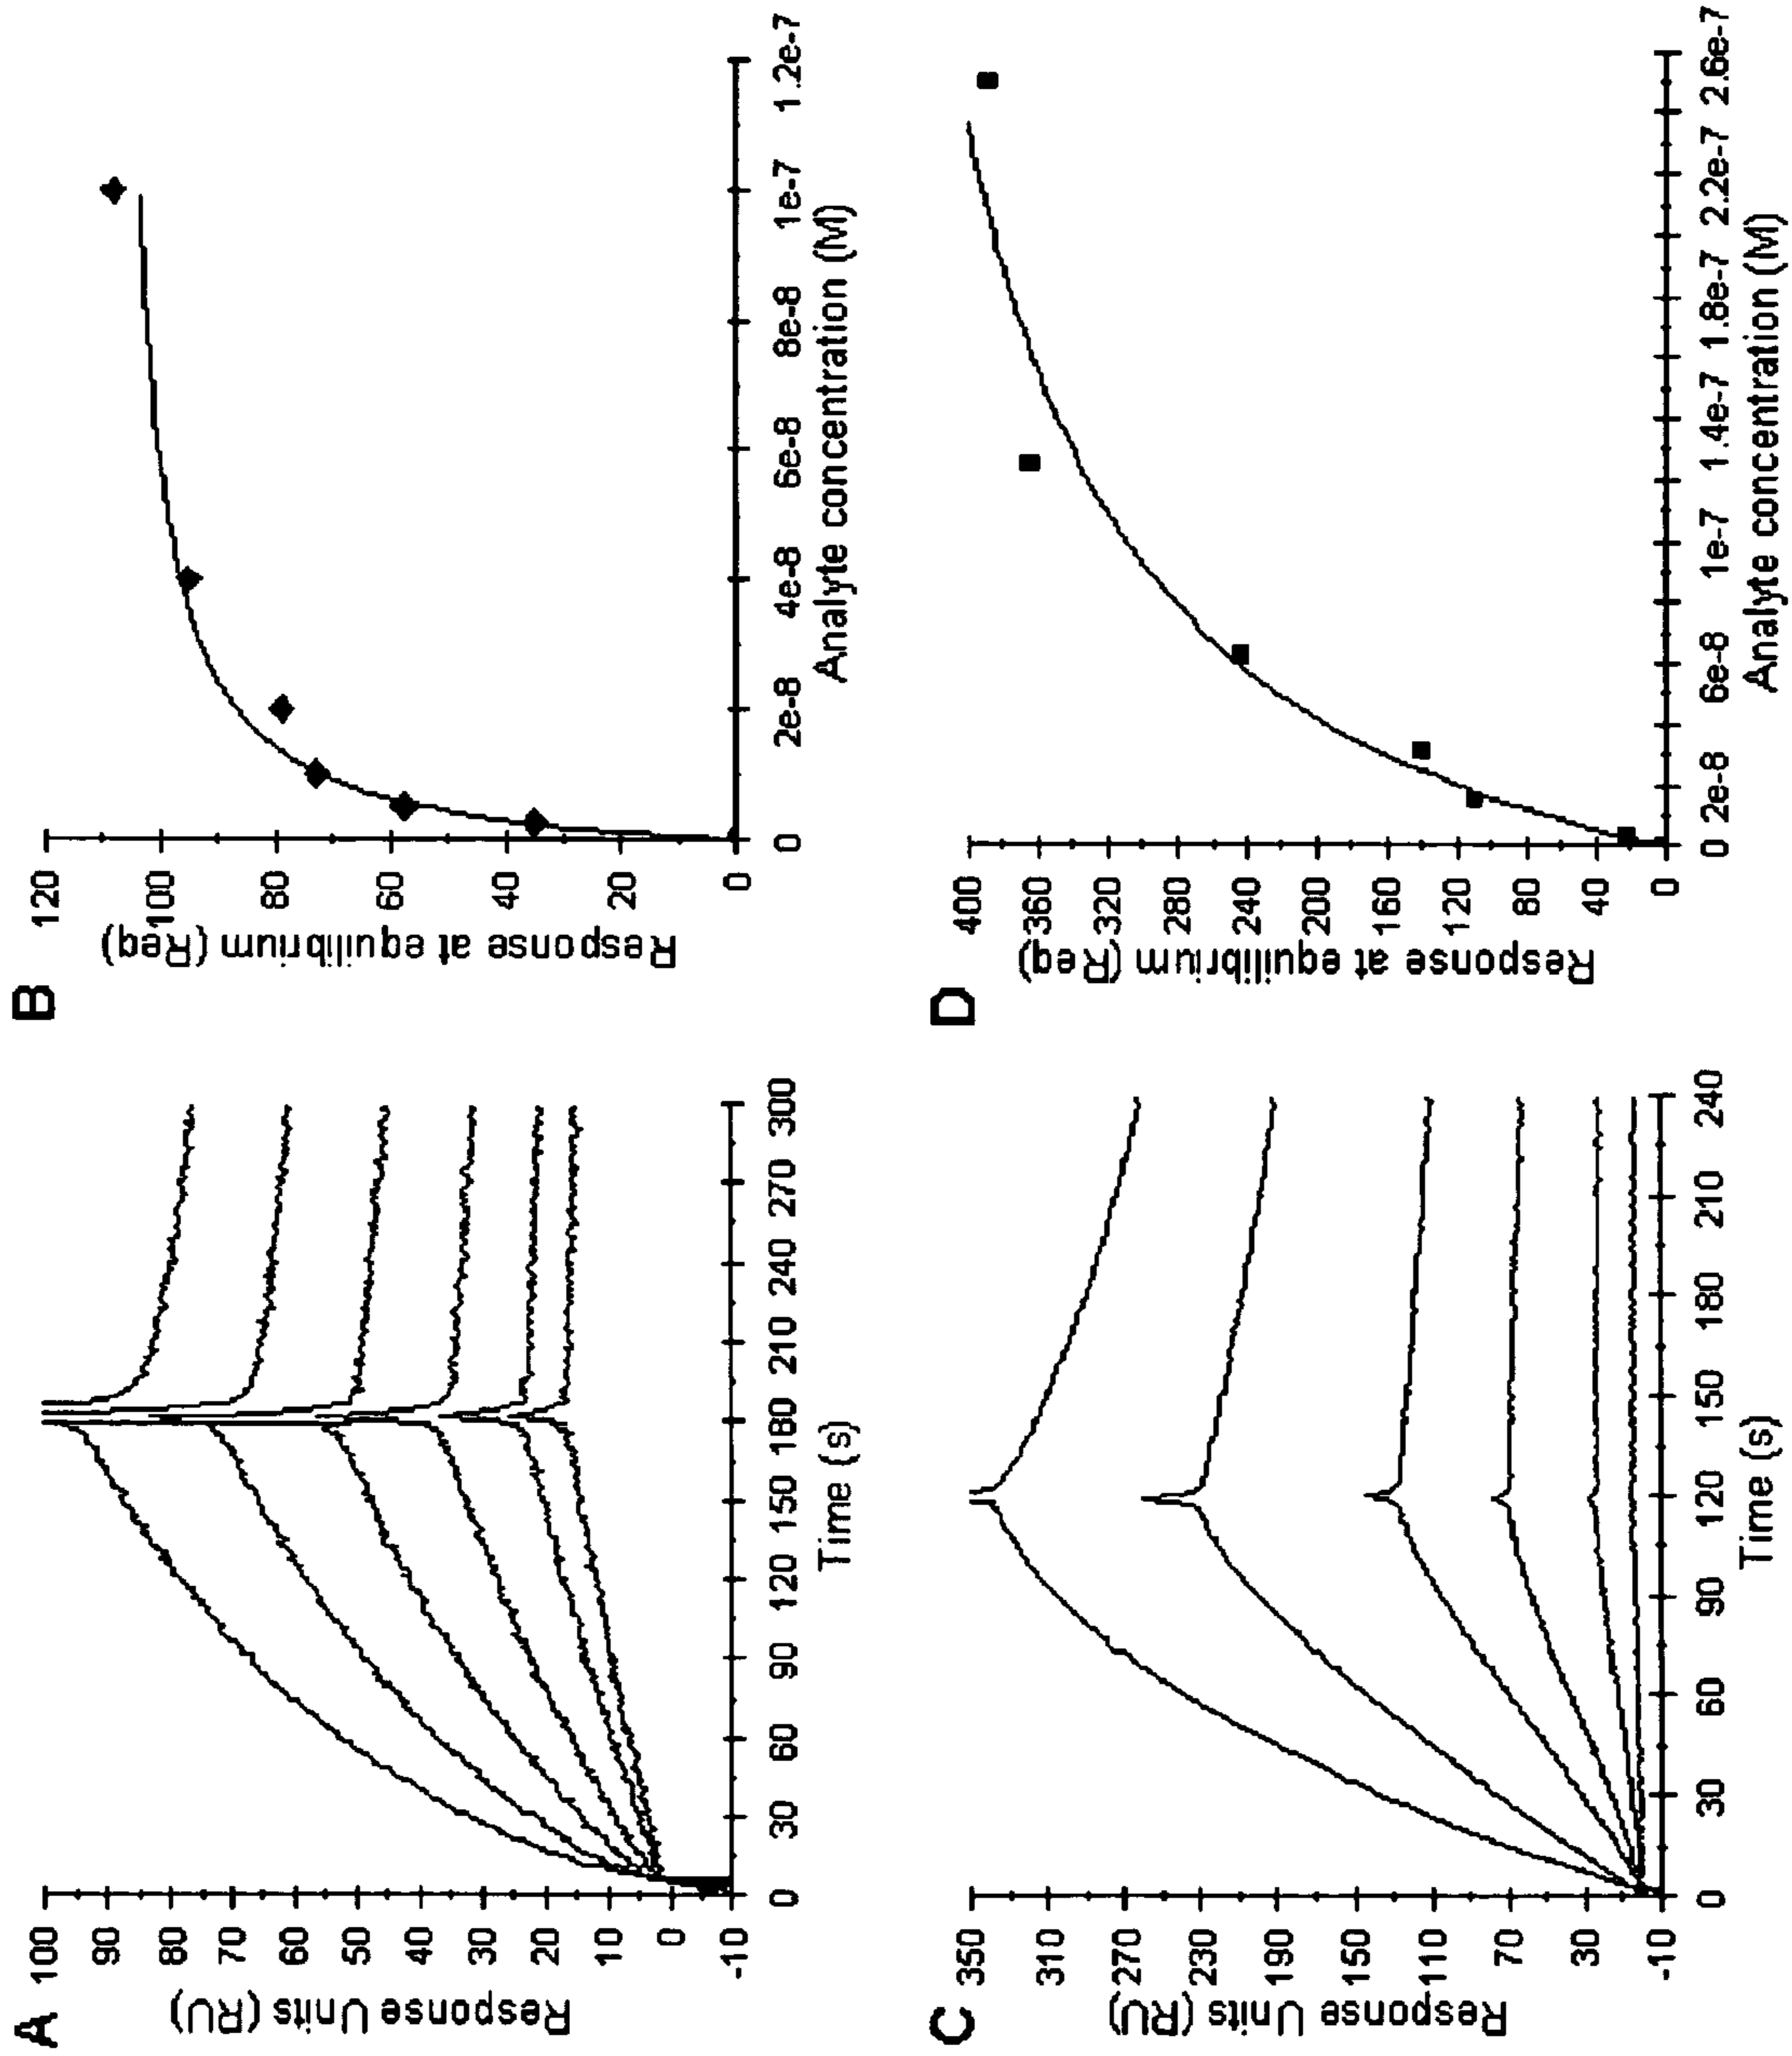 A
Response Units (RU)
100
90
80
70
60
50
40
30
20
10
0
-10
0 30 60 90 120 150 180 210 240 270 300
Time (s)
B
Response at equilibrium (Req)
120
100
80
60
40
20
0
0 2e-8 4e-8 6e-8 8e-8 1e-7 1.2e-7
Analyte concentration (M)
C
Response Units (RU)
350
310
270
230
190
150
110
70
30
-10
0 30 60 90 120 150 180 210 240
Time (s)
D
Response at equilibrium (Req)
400
360
320
280
240
200
160
120
80
40
0
0 2e-8 6e-8 1e-7 1.4e-7 1.8e-7 2.2e-7 2.6e-7
Analyte concentration (M)